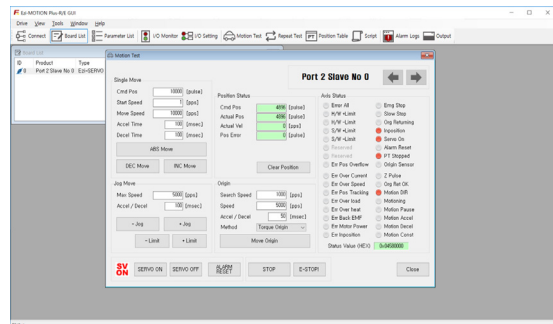 Ezi-MOTION Plus-R/E GUI
Drive View Tools Window Help
Connect Board List Parameter List I/O Monitor I/O Setting Motion Test Repeat Test PT Position Table Script Alarm Logs Output
Board List
ID Product Type
0 Port 2 Slave No 0 Ezi-SERVO
Motion Test
Port 2 Slave No 0
Single Move
Cmd Pos 10000 [pulse]
Start Speed 1 [pps]
Move Speed 10000 [pps]
Accel Time 100 [msec]
Decel Time 100 [msec]
ABS Move
DEC Move INC Move
Jog Move
Max Speed 5000 [pps]
Accel / Decel 100 [msec]
- Jog + Jog
- Limit + Limit
Position Status
Cmd Pos 4896 [pulse]
Actual Pos 4896 [pulse]
Actual Vel 0 [pps]
Pos Error 0 [pulse]
Clear Position
Origin
Search Speed 1000 [pps]
Speed 5000 [pps]
Accel / Decel 50 [msec]
Method Torque Origin
Move Origin
Axis Status
Error All Emg Stop
H/W +Limit Slow Stop
H/W -Limit Org Returning
S/W +Limit Inposition
S/W -Limit Servo On
Reserved Alarm Reset
Reserved PT Stopped
Err Pos Overflow Origin Sensor
Err Over Current Z Pulse
Err Over Speed Org Ret OK.
Err Pos Tracking Motion DIR
Err Over load Motioning
Err Over heat Motion Pause
Err Back EMF Motion Accel
Err Motor Power Motion Decel
Err Inposition Motion Const
Status Value (HEX)
SV ON SERVO ON SERVO OFF ALARM RESET STOP E-STOP! Close